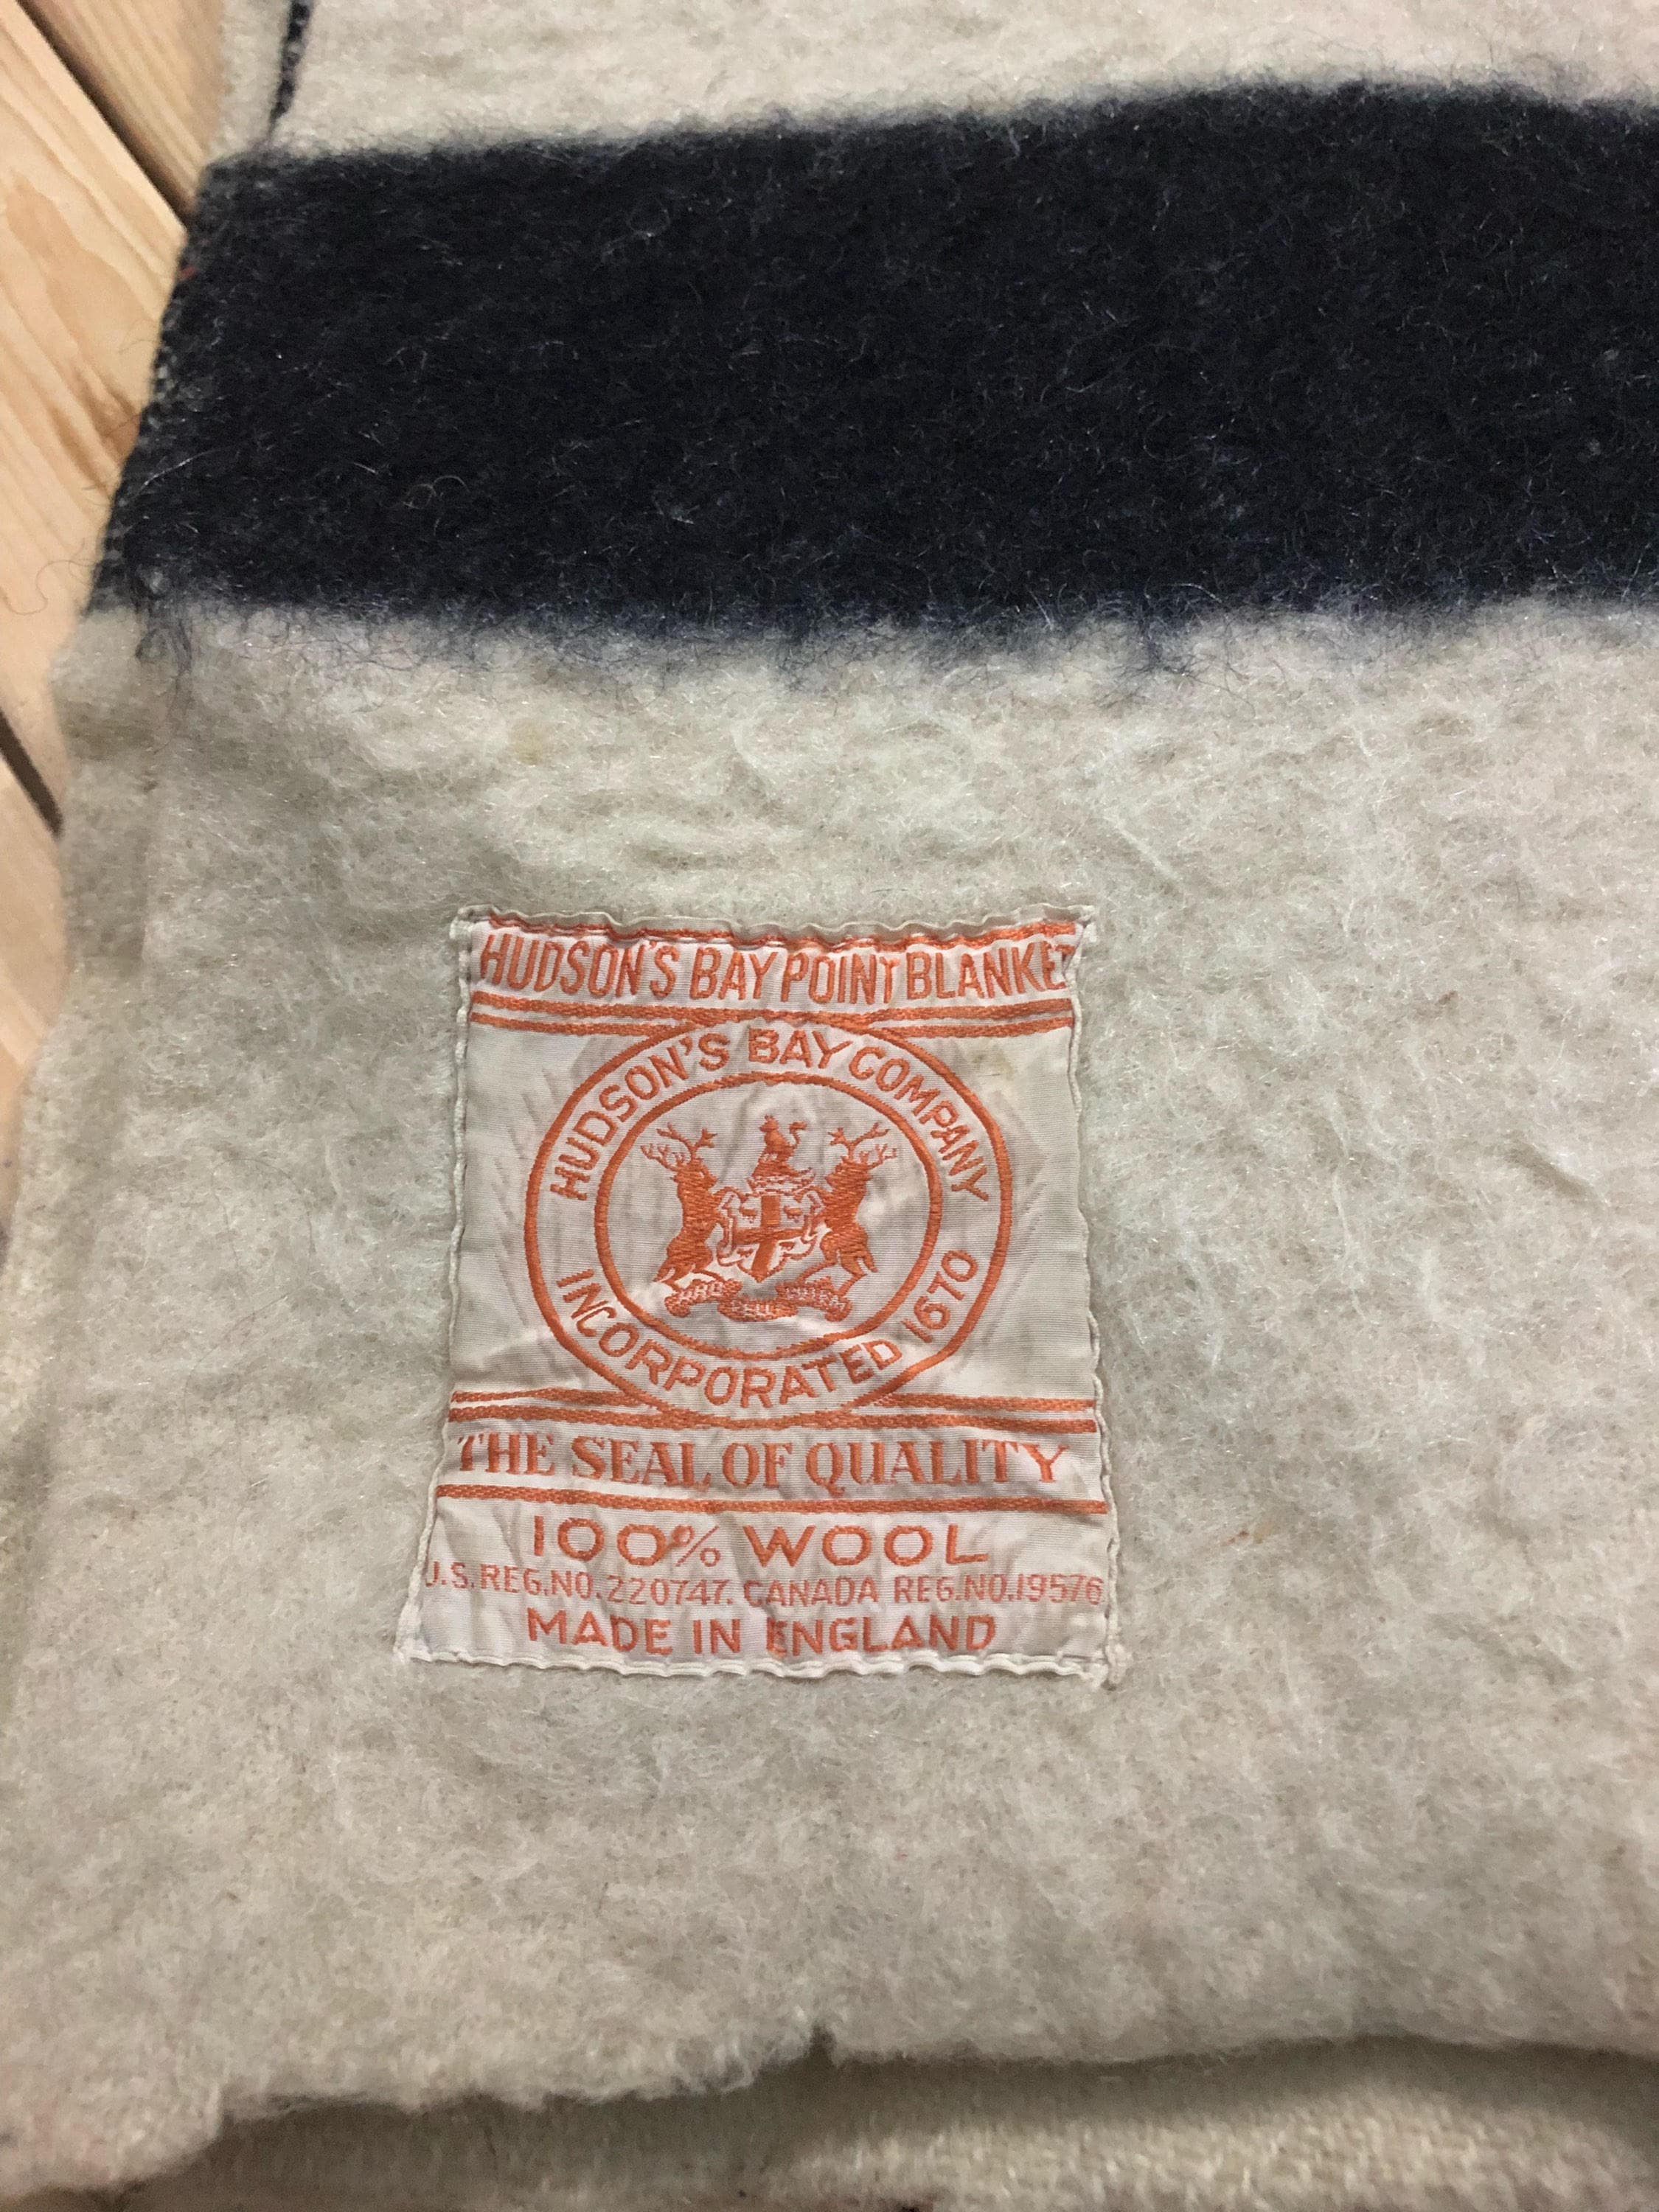 HUDSON'S BAY POINT BLANKET
HUDSON'S BAY COMPANY
INCORPORATED 1670
THE SEAL OF QUALITY
100% WOOL
U.S. REG. NO. 220747. CANADA REG. NO. 19576
MADE IN ENGLAND